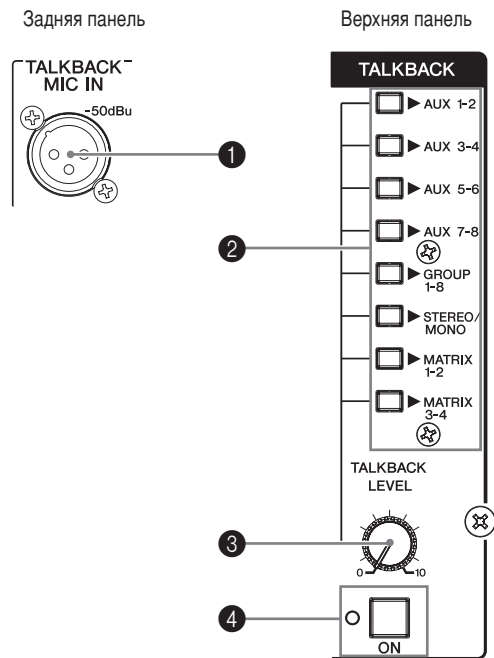 Задняя панель
TALKBACK
MIC IN
-50dBu
1
Верхняя панель
TALKBACK
AUX 1-2
AUX 3-4
AUX 5-6
AUX 7-8
2
GROUP
1-8
STEREO/
MONO
MATRIX
1-2
MATRIX
3-4
TALKBACK
LEVEL
3
0
10
4
ON